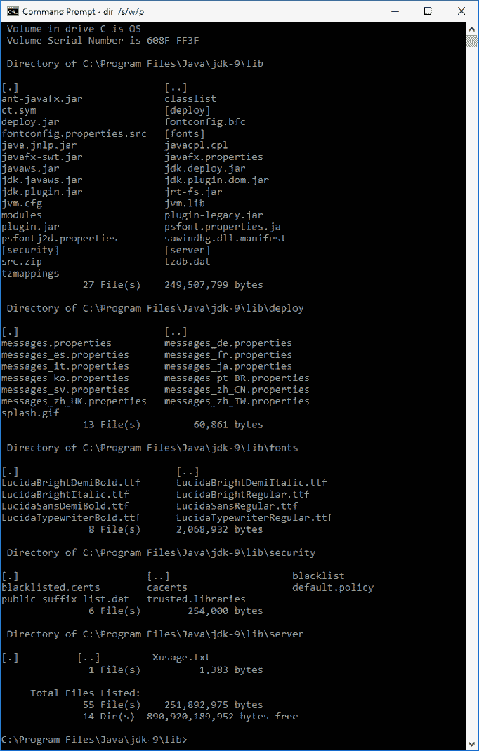 Command Prompt - dir /s/w/p
Volume in drive C is OS
Volume Serial Number is 608F-FF3F
Directory of C:\Program Files\Java\jdk-9\lib
[.] [..]
ant-javafx.jar classlist
ct.sym [deploy]
deploy.jar fontconfig.bfc
fontconfig.properties.src [fonts]
java.jnlp.jar javacpl.cpl
javafx-swt.jar javafx.properties
javaws.jar jdk.deploy.jar
jdk.javaws.jar jdk.plugin.dom.jar
jdk.plugin.jar jrt-fs.jar
jvm.cfg jvm.lib
modules plugin-legacy.jar
plugin.jar psfont.properties.ja
psfontj2d.properties sawindbg.dll.manifest
[security] [server]
src.zip tzdb.dat
tzmappings
27 File(s) 249,507,799 bytes
Directory of C:\Program Files\Java\jdk-9\lib\deploy
[.] [..]
messages.properties messages_de.properties
messages_es.properties messages_fr.properties
messages_it.properties messages_ja.properties
messages_ko.properties messages_pt_BR.properties
messages_sv.properties messages_zh_CN.properties
messages_zh_HK.properties messages_zh_TW.properties
splash.gif
13 File(s) 60,861 bytes
Directory of C:\Program Files\Java\jdk-9\lib\fonts
[.] [..]
LucidaBrightDemiBold.ttf LucidaBrightDemiItalic.ttf
LucidaBrightItalic.ttf LucidaBrightRegular.ttf
LucidaSansDemiBold.ttf LucidaSansRegular.ttf
LucidaTypewriterBold.ttf LucidaTypewriterRegular.ttf
8 File(s) 2,068,932 bytes
Directory of C:\Program Files\Java\jdk-9\lib\security
[.] [..] blacklist
blacklisted.certs cacerts default.policy
public_suffix_list.dat trusted.libraries
6 File(s) 254,000 bytes
Directory of C:\Program Files\Java\jdk-9\lib\server
[.] [..] Xusage.txt
1 File(s) 1,383 bytes
Total Files Listed:
55 File(s) 251,892,975 bytes
14 Dir(s) 890,920,189,952 bytes free
C:\Program Files\Java\jdk-9\lib>